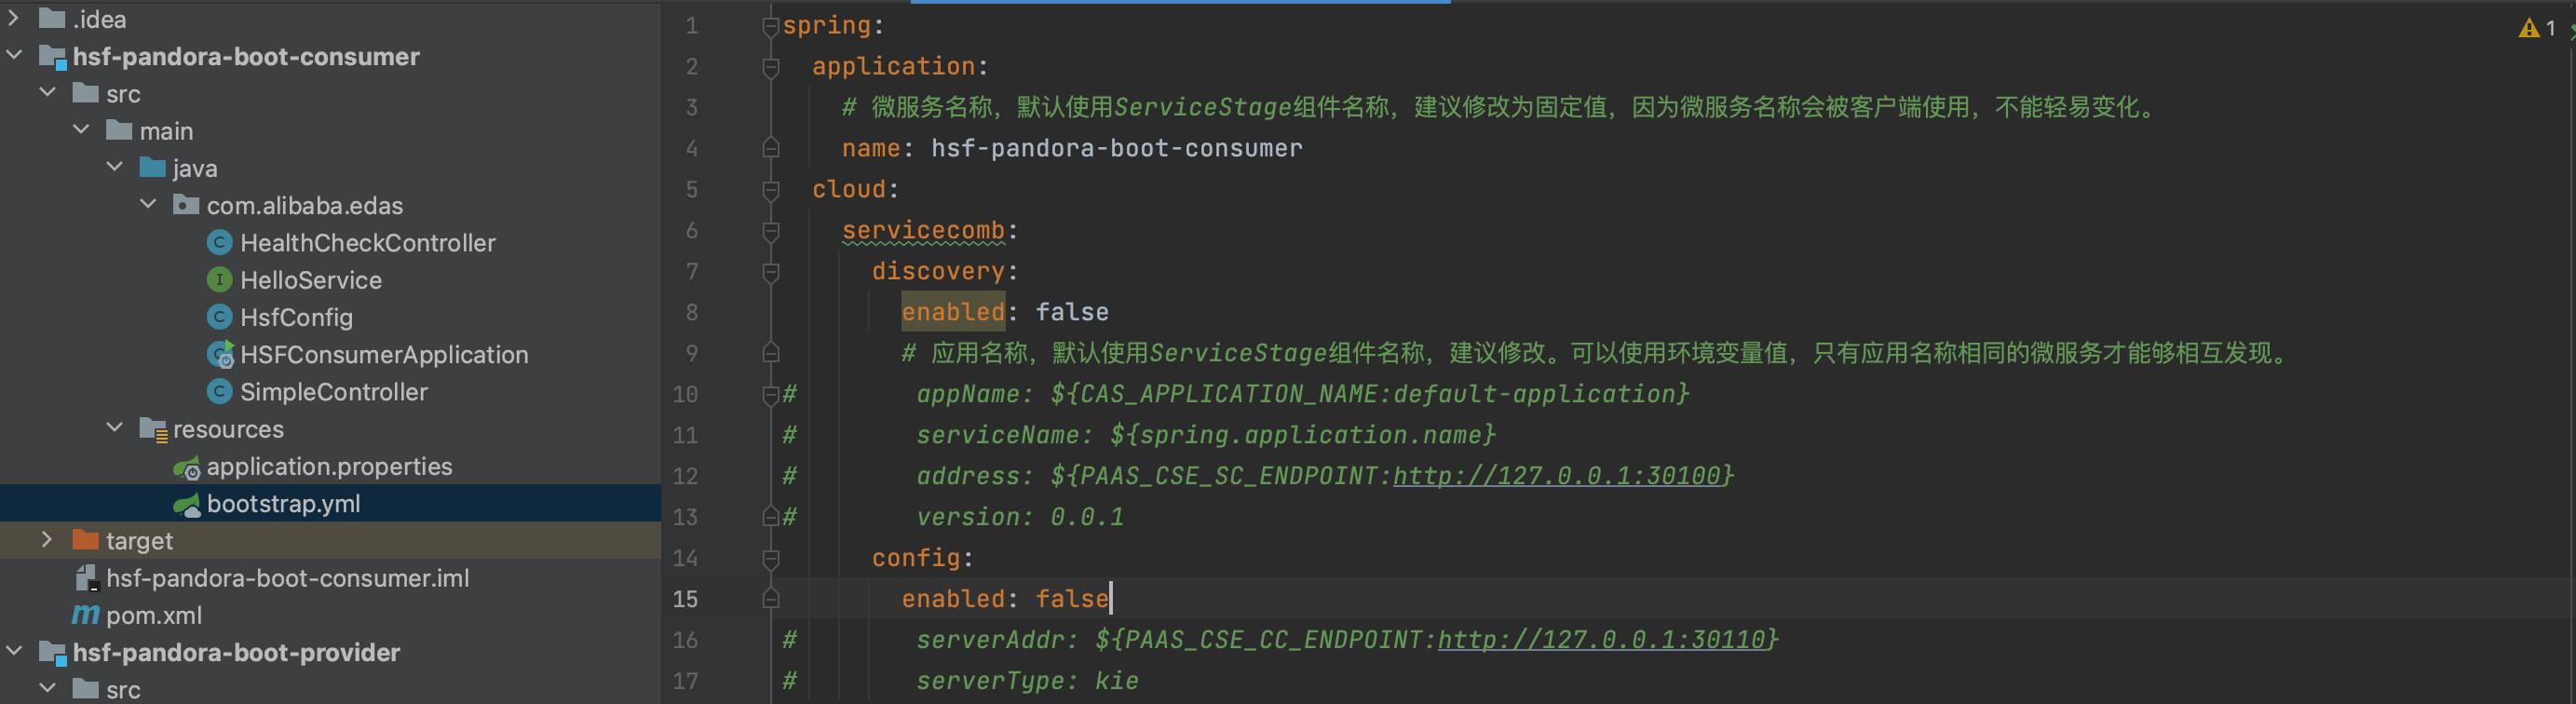 .idea
hsf-pandora-boot-consumer
src
main
java
com.alibaba.edas
HealthCheckController
HelloService
HsfConfig
HSFConsumerApplication
SimpleController
resources
application.properties
bootstrap.yml
target
hsf-pandora-boot-consumer.iml
pom.xml
hsf-pandora-boot-provider
src
1 spring:
2 application:
3 # 微服务名称，默认使用ServiceStage组件名称，建议修改为固定值，因为微服务名称会被客户端使用，不能轻易变化。
4 name: hsf-pandora-boot-consumer
5 cloud:
6 servicecomb:
7 discovery:
8 enabled: false
9 # 应用名称，默认使用ServiceStage组件名称，建议修改。可以使用环境变量值，只有应用名称相同的微服务才能够相互发现。
10 # appName: ${CAS_APPLICATION_NAME:default-application}
11 # serviceName: ${spring.application.name}
12 # address: ${PAAS_CSE_SC_ENDPOINT:http://127.0.0.1:30100}
13 # version: 0.0.1
14 config:
15 enabled: false
16 # serverAddr: ${PAAS_CSE_CC_ENDPOINT:http://127.0.0.1:30110}
17 # serverType: kie
1